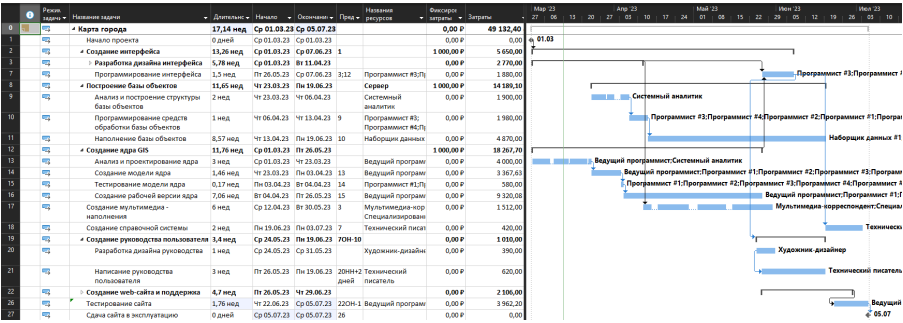 Режим задачи Название задачи Длительнс Начало Окончани Пред Названия ресурсов Фиксирог затраты Затраты Мар '23 Апр '23 Май '23 Июн '23 Июл '23
27 06 13 20 27 03 10 17 24 01 08 15 22 29 05 12 19 26 03 10
0 Карта города 17,14 нед Ср 01.03.23 Ср 05.07.23 0,00 ₽ 49 132,40
1 Начало проекта 0 дней Ср 01.03.23 Ср 01.03.23 0,00 ₽ 0,00 01.03
2 Создание интерфейса 13,26 нед Ср 01.03.23 Ср 07.06.23 1 1 000,00 ₽ 5 650,00
3 Разработка дизайна интерфейса 5,78 нед Ср 01.03.23 Вт 11.04.23 0,00 ₽ 2 770,00
7 Программирование интерфейса 1,5 нед Пт 26.05.23 Ср 07.06.23 3;12 Программист #3;П 0,00 ₽ 1 880,00 Программист #3;Программист
8 Построение базы объектов 11,65 нед Чт 23.03.23 Пн 19.06.23 Сервер 1 000,00 ₽ 14 189,10
9 Анализ и построение структуры базы объектов 2 нед Чт 23.03.23 Чт 06.04.23 Системный аналитик 0,00 ₽ 1 900,00 Системный аналитик
10 Программирование средств обработки базы объектов 1 нед Чт 06.04.23 Чт 13.04.23 9 Программист #3; Программист #4;П 0,00 ₽ 1 980,00 Программист #3;Программист #4;Программист #2;Программист #1;Програ
11 Наполнение базы объектов 8,57 нед Чт 13.04.23 Пн 19.06.23 10 Наборщик данных 0,00 ₽ 4 870,00 Наборщик данных #1
12 Создание ядра GIS 11,76 нед Ср 01.03.23 Пт 26.05.23 1 000,00 ₽ 18 267,70
13 Анализ и проектирование ядра 3 нед Ср 01.03.23 Чт 23.03.23 Ведущий програм 0,00 ₽ 4 000,00 Ведущий программист;Системный аналитик
14 Создание модели ядра 1,46 нед Чт 23.03.23 Пн 03.04.23 13 Ведущий програм 0,00 ₽ 3 367,63 Ведущий программист;Программист #1;Программист #2;Программист #3
15 Тестирование модели ядра 0,17 нед Пн 03.04.23 Вт 04.04.23 14 Программист #1;П 0,00 ₽ 580,00 Программист #1;Программист #2;Программист #3;Программист #4;Программист
16 Создание рабочей версии ядра 7,06 нед Вт 04.04.23 Пт 26.05.23 15 Ведущий програм 0,00 ₽ 9 320,08 Ведущий программист;Программист #1;
17 Создание мультимедиа - наполнения 6 нед Ср 12.04.23 Вт 30.05.23 3 Мультимедиа-кор Специализирован 0,00 ₽ 1 512,00 Мультимедиа-корреспондент;Специа
18 Создание справочной системы 2 нед Пн 19.06.23 Пн 03.07.23 7 Технический писат 0,00 ₽ 420,00 Техническ
19 Создание руководства пользователя 3,4 нед Ср 24.05.23 Пн 19.06.23 7ОН-10 0,00 ₽ 1 010,00
20 Разработка дизайна руководства 1 нед Ср 24.05.23 Ср 31.05.23 Художник-дизайн 0,00 ₽ 390,00 Художник-дизайнер
21 Написание руководства пользователя 3 нед Пт 26.05.23 Пн 19.06.23 20НН+2 дней Технический писатель 0,00 ₽ 620,00 Технический писатель
22 Создание web-сайта и поддержка 4,7 нед Пт 26.05.23 Чт 29.06.23 0,00 ₽ 2 106,00
26 Тестирование сайта 1,76 нед Чт 22.06.23 Ср 05.07.23 22ОН-1 Ведущий програм 0,00 ₽ 3 962,20 Ведущий
27 Сдача сайта в эксплуатацию 0 дней Ср 05.07.23 Ср 05.07.23 26 0,00 ₽ 0,00 05.07